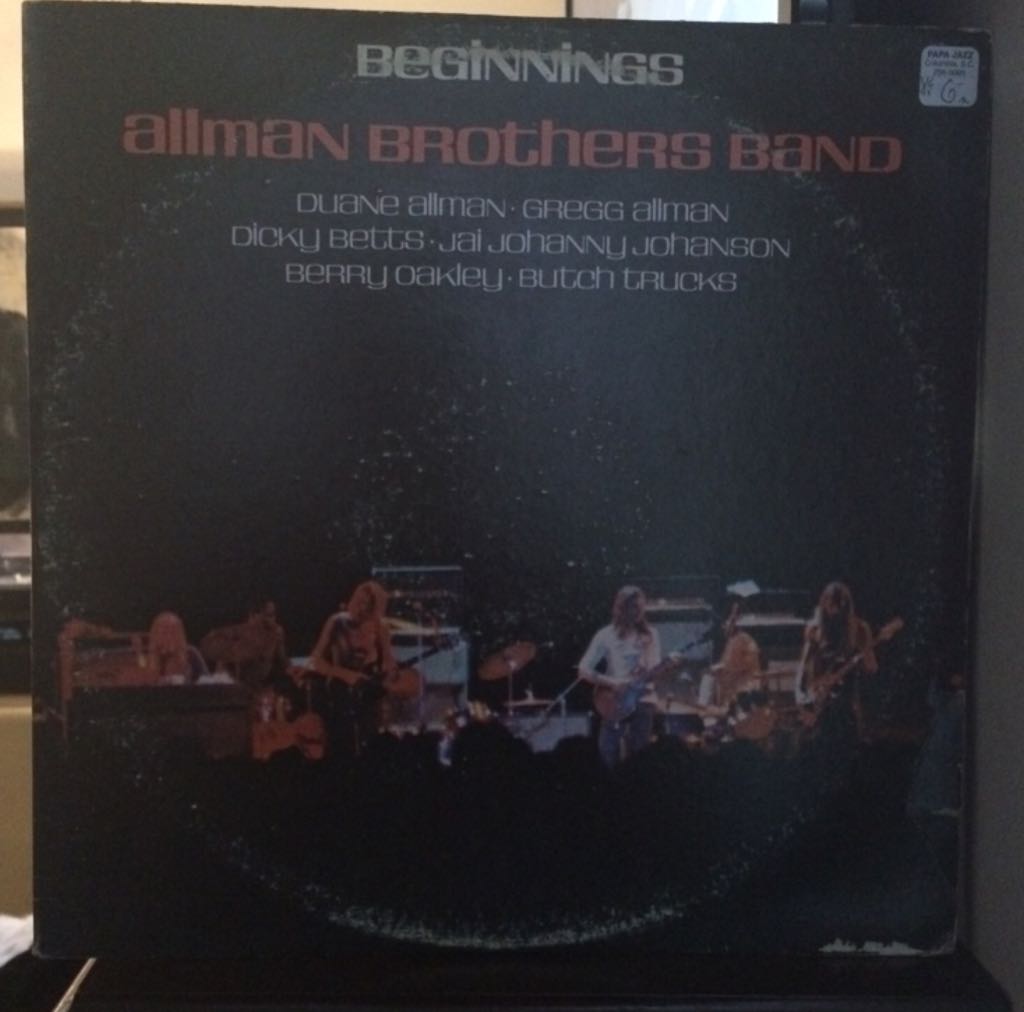 BEGINNINGS
PAPA JAZZ
Columbia, S.C.
allmaN BROthERS BaND
DUANE allmaN · GREGG allmaN
DiCKY BEttS · Jai JOhaNNY JOhaNSON
BERRY OaklEY · BUtCh tRUCKS